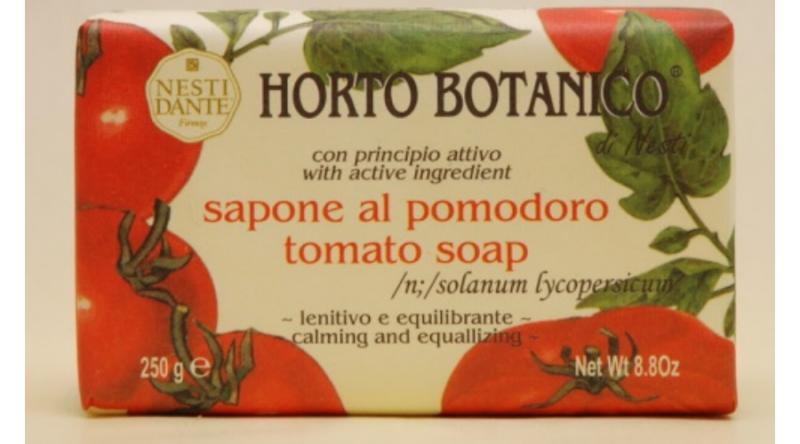 NESTI
DANTE
Firenze
HORTO BOTANICO®
di Nesti
con principio attivo
with active ingredient
sapone al pomodoro
tomato soap
/n;/solanum lycopersicum
~ lenitivo e equilibrante ~
calming and equallizing ~
250 g ℮
Net Wt 8.8Oz